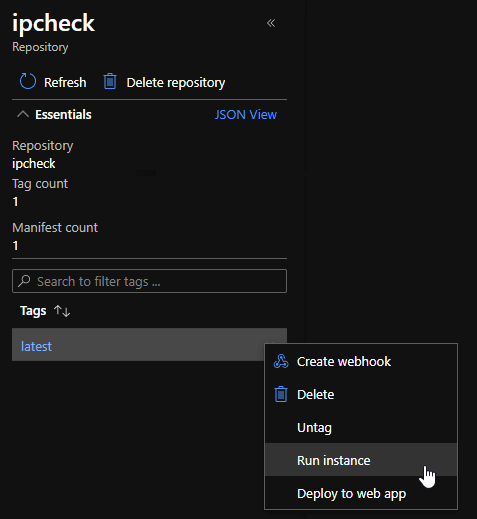 ipcheck
Repository
Refresh Delete repository
Essentials JSON View
Repository
ipcheck
Tag count
1
Manifest count
1
Search to filter tags ...
Tags
latest
Create webhook
Delete
Untag
Run instance
Deploy to web app